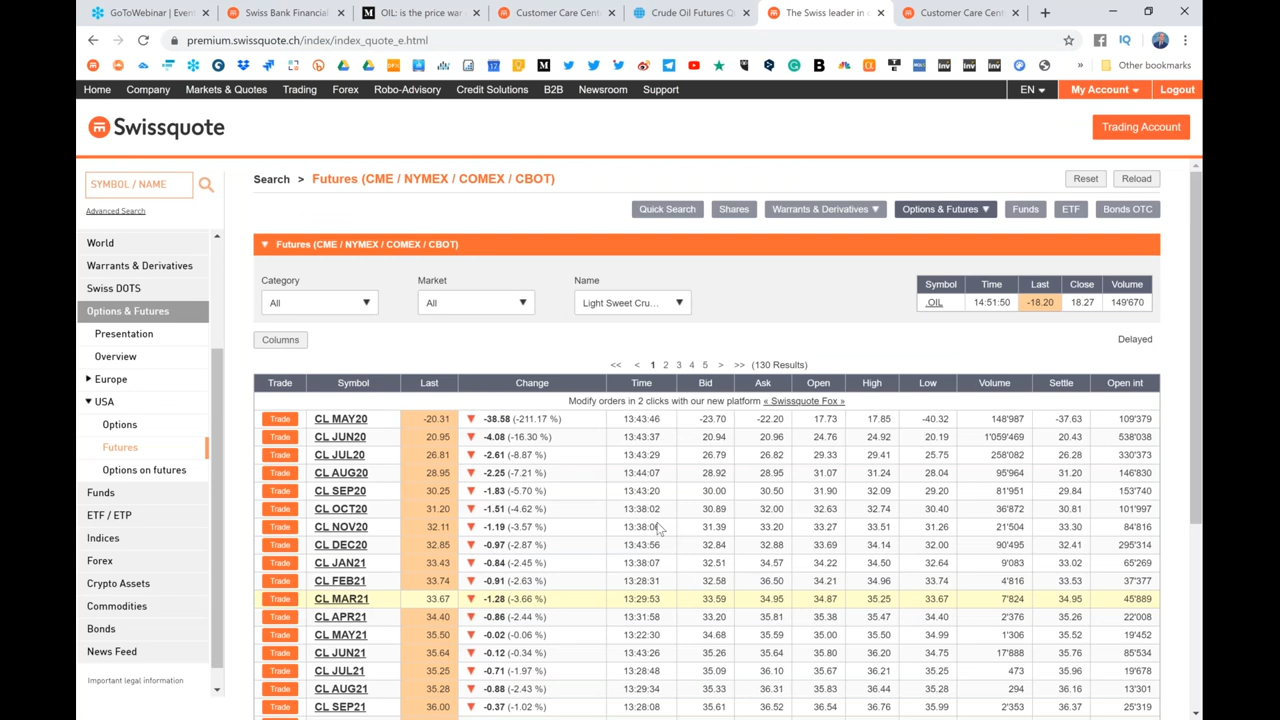 GoToWebinar | Even
Swiss Bank Financial
OIL: is the price war
Customer Care Cent
Crude Oil Futures Q
The Swiss leader in o
Customer Care Cent
premium.swissquote.ch/index/index_quote_e.html
Other bookmarks
Home Company Markets & Quotes Trading Forex Robo-Advisory Credit Solutions B2B Newsroom Support EN My Account Logout
Swissquote
Trading Account
SYMBOL / NAME
Advanced Search
World
Warrants & Derivatives
Swiss DOTS
Options & Futures
Presentation
Overview
Europe
USA
Options
Futures
Options on futures
Funds
ETF / ETP
Indices
Forex
Crypto Assets
Commodities
Bonds
News Feed
Important legal information
Search > Futures (CME / NYMEX / COMEX / CBOT)
Reset Reload
Quick Search Shares Warrants & Derivatives Options & Futures Funds ETF Bonds OTC
Futures (CME / NYMEX / COMEX / CBOT)
Category Market Name
All All Light Sweet Cru...
Symbol Time Last Close Volume
.OIL 14:51:50 -18.20 18.27 149'670
Columns
Delayed
<< < 1 2 3 4 5 > >> (130 Results)
Trade Symbol Last Change Time Bid Ask Open High Low Volume Settle Open int
Modify orders in 2 clicks with our new platform « Swissquote Fox »
Trade CL MAY20 -20.31 -38.58 (-211.17 %) 13:43:46 -23.70 -22.20 17.73 17.85 -40.32 148'987 -37.63 109'379
Trade CL JUN20 20.95 -4.08 (-16.30 %) 13:43:37 20.94 20.96 24.76 24.92 20.19 1'059'469 20.43 538'038
Trade CL JUL20 26.81 -2.61 (-8.87 %) 13:43:29 26.79 26.82 29.33 29.41 25.75 258'082 26.28 330'373
Trade CL AUG20 28.95 -2.25 (-7.21 %) 13:44:07 28.92 28.95 31.07 31.24 28.04 95'964 31.20 146'830
Trade CL SEP20 30.25 -1.83 (-5.70 %) 13:43:20 30.00 30.50 31.90 32.09 29.20 81'951 29.84 153'740
Trade CL OCT20 31.20 -1.51 (-4.62 %) 13:38:02 30.89 32.00 32.63 32.74 30.40 36'872 30.81 101'997
Trade CL NOV20 32.11 -1.19 (-3.57 %) 31.39 33.20 33.27 33.51 31.26 21'504 33.30 84'816
Trade CL DEC20 32.85 -0.97 (-2.87 %) 13:43:56 32.84 32.88 33.69 34.14 32.00 90'495 32.41 295'314
Trade CL JAN21 33.43 -0.84 (-2.45 %) 13:38:07 32.51 34.57 34.22 34.50 32.64 9'083 33.02 65'269
Trade CL FEB21 33.74 -0.91 (-2.63 %) 13:28:31 32.58 36.50 34.21 34.96 33.74 4'816 33.53 37'377
Trade CL MAR21 33.67 -1.28 (-3.66 %) 13:29:53 33.59 34.95 34.87 35.25 33.67 7'824 34.95 45'889
Trade CL APR21 34.40 -0.86 (-2.44 %) 13:31:58 33.20 35.81 35.38 35.47 34.40 2'376 35.26 22'008
Trade CL MAY21 35.50 -0.02 (-0.06 %) 13:22:30 34.68 35.59 35.00 35.50 34.99 1'306 35.52 19'452
Trade CL JUN21 35.64 -0.12 (-0.34 %) 13:43:26 35.26 35.64 35.80 36.20 34.75 17'888 35.76 85'534
Trade CL JUL21 35.25 -0.71 (-1.97 %) 13:28:48 35.09 36.10 35.67 36.21 35.25 473 35.96 19'678
Trade CL AUG21 35.28 -0.88 (-2.43 %) 13:29:34 35.33 36.31 35.83 36.44 35.28 294 36.16 13'301
Trade CL SEP21 36.00 -0.37 (-1.02 %) 13:28:08 35.61 36.52 36.54 36.76 35.99 2'353 36.37 47'001